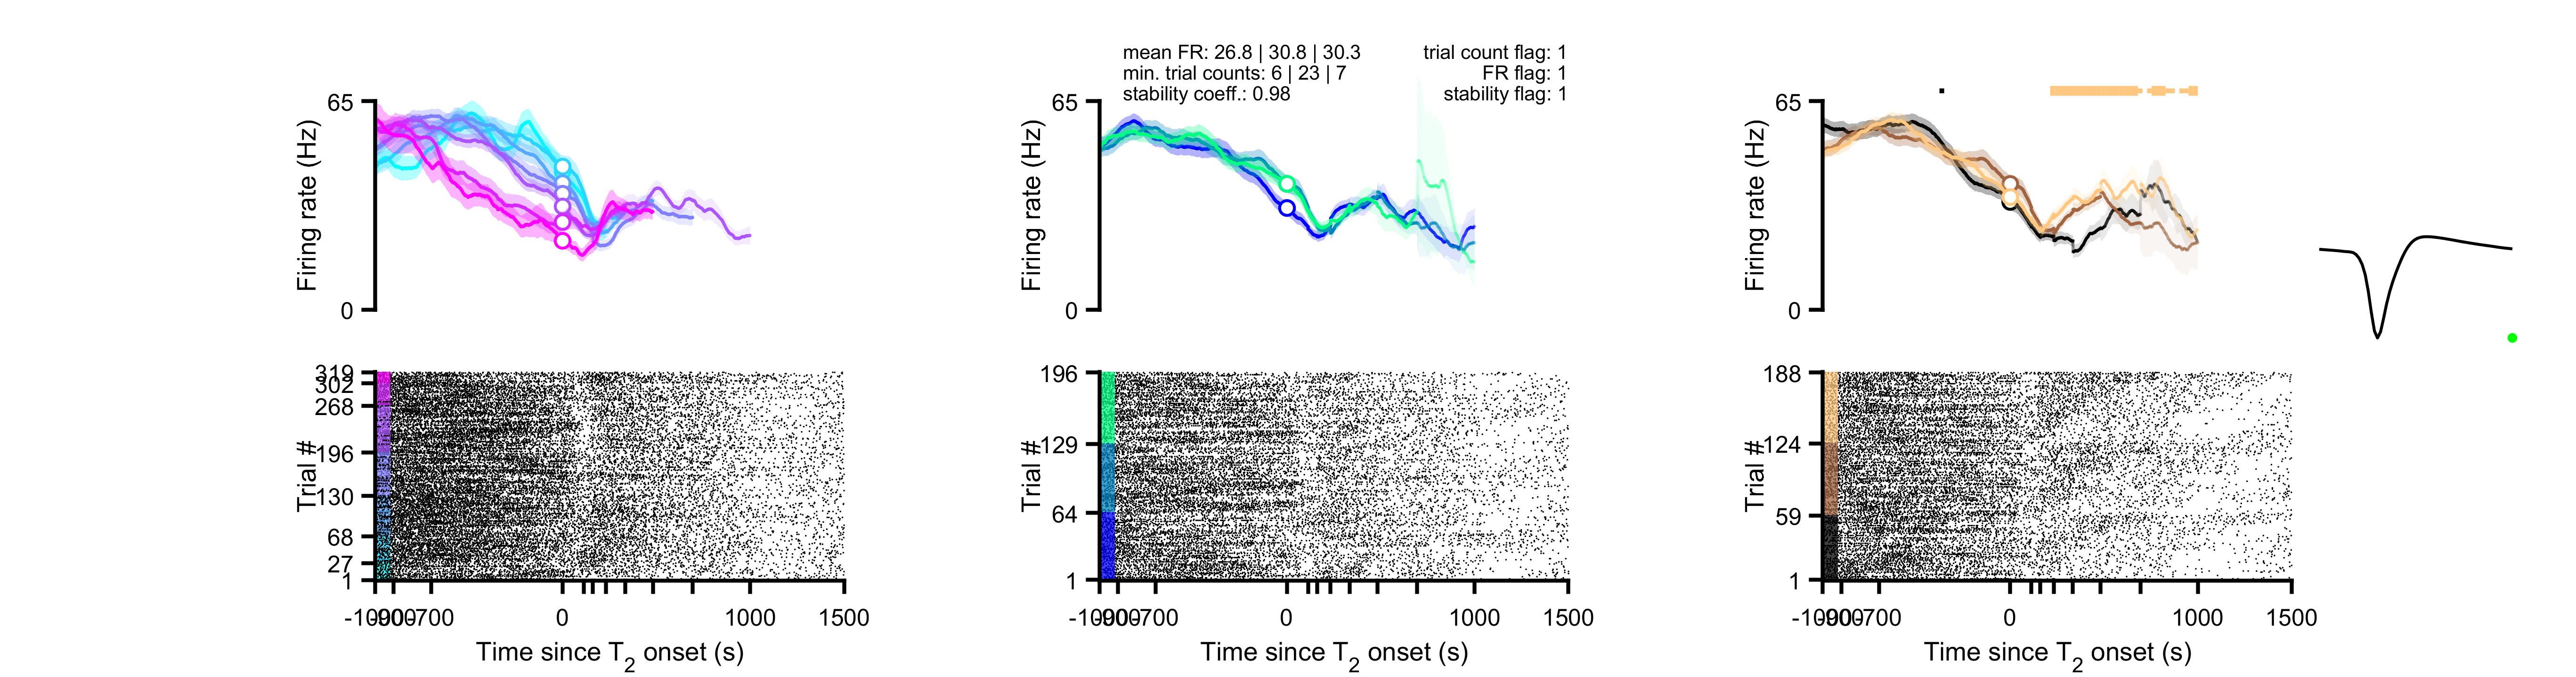 mean FR: 26.8 | 30.8 | 30.3
min. trial counts: 6 | 23 | 7
stability coeff.: 0.98
trial count flag: 1
FR flag: 1
stability flag: 1
65
Firing rate (Hz)
0
65
Firing rate (Hz)
0
65
Firing rate (Hz)
0
319
302
268
196
130
68
27
1
Trial #
-1000 -900 -700 0 1000 1500
Time since T2 onset (s)
196
129
64
1
Trial #
-1000 -900 -700 0 1000 1500
Time since T2 onset (s)
188
124
59
1
Trial #
-1000 -900 -700 0 1000 1500
Time since T2 onset (s)